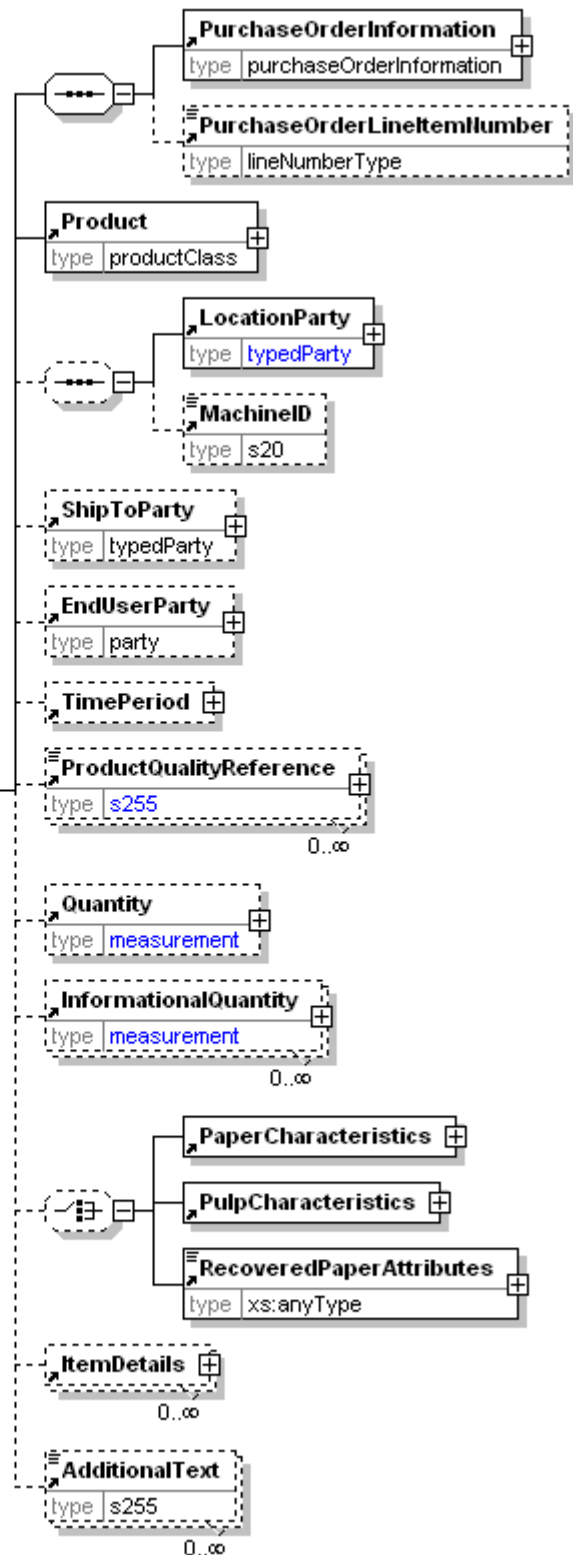 PurchaseOrderInformation
type purchaseOrderInformation
PurchaseOrderLineItemNumber
type lineNumberType
Product
type productClass
LocationParty
type typedParty
MachineID
type s20
ShipToParty
type typedParty
EndUserParty
type party
TimePeriod
ProductQualityReference
type s255
0..∞
Quantity
type measurement
InformationalQuantity
type measurement
0..∞
PaperCharacteristics
PulpCharacteristics
RecoveredPaperAttributes
type xs:anyType
ItemDetails
0..∞
AdditionalText
type s255
0..∞